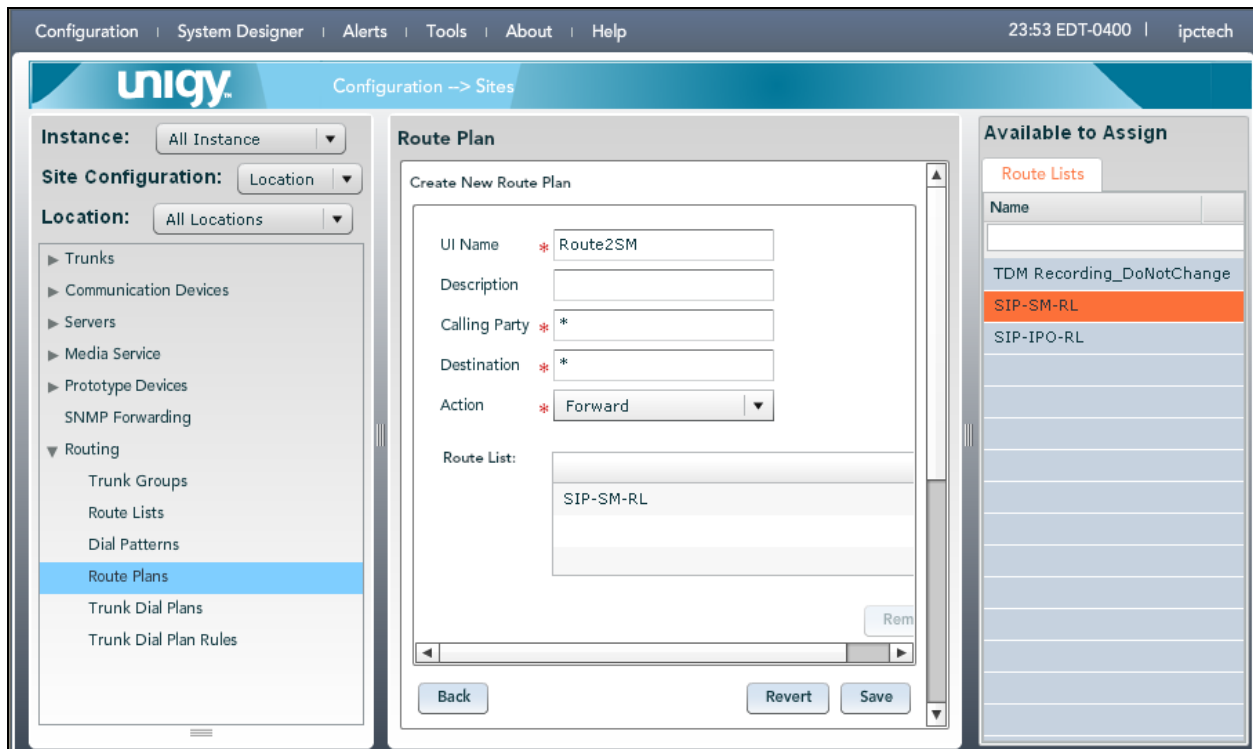 Configuration | System Designer | Alerts | Tools | About | Help
23:53 EDT-0400 | ipctech
unigy™
Configuration --> Sites
Instance: All Instance
Site Configuration: Location
Location: All Locations
Trunks
Communication Devices
Servers
Media Service
Prototype Devices
SNMP Forwarding
Routing
Trunk Groups
Route Lists
Dial Patterns
Route Plans
Trunk Dial Plans
Trunk Dial Plan Rules
Route Plan
Create New Route Plan
UI Name * Route2SM
Description
Calling Party * *
Destination * *
Action * Forward
Route List:
SIP-SM-RL
Rem
Back
Revert
Save
Available to Assign
Route Lists
Name
TDM Recording_DoNotChange
SIP-SM-RL
SIP-IPO-RL